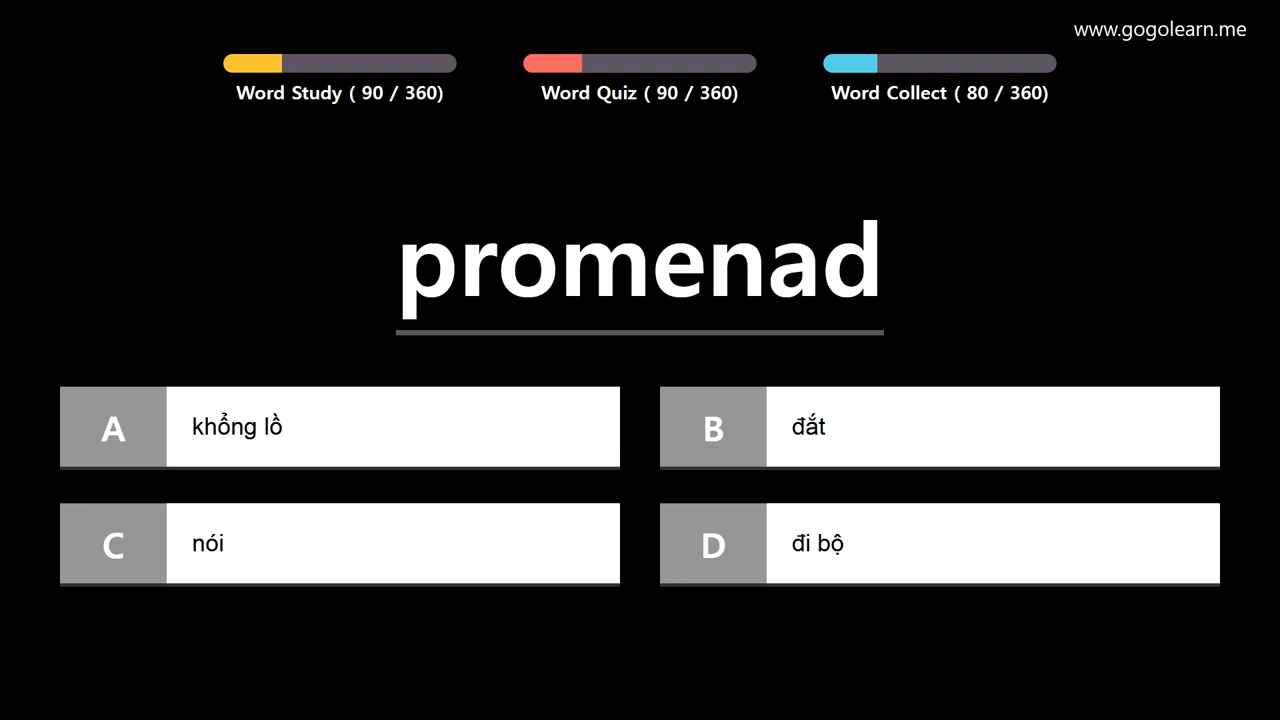 www.gogolearn.me
Word Study ( 90 / 360)
Word Quiz ( 90 / 360)
Word Collect ( 80 / 360)
promenad
A khổng lồ
B đắt
C nói
D đi bộ